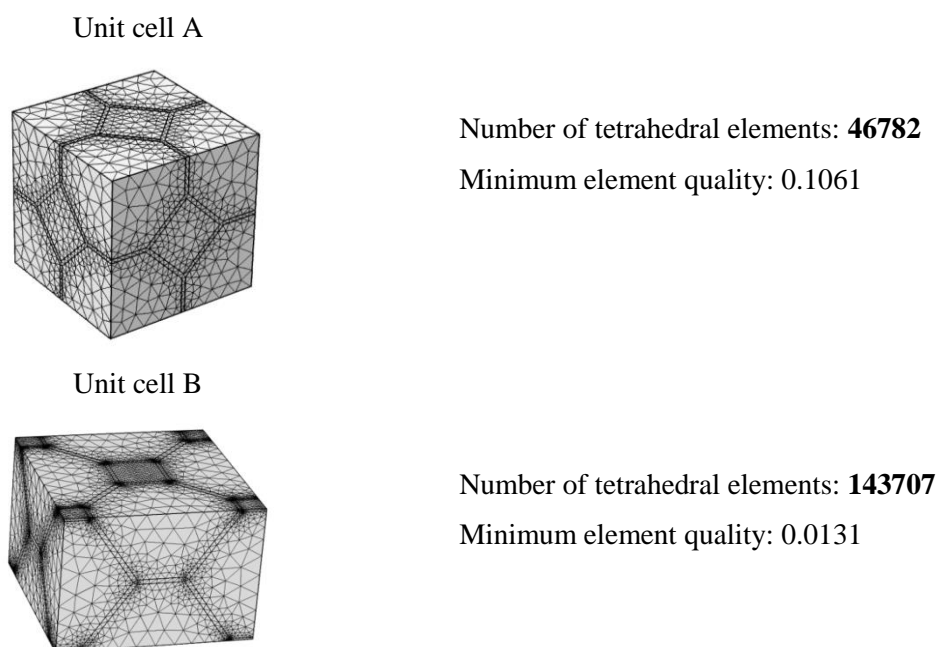 Unit cell A
Number of tetrahedral elements: 46782
Minimum element quality: 0.1061
Unit cell B
Number of tetrahedral elements: 143707
Minimum element quality: 0.0131